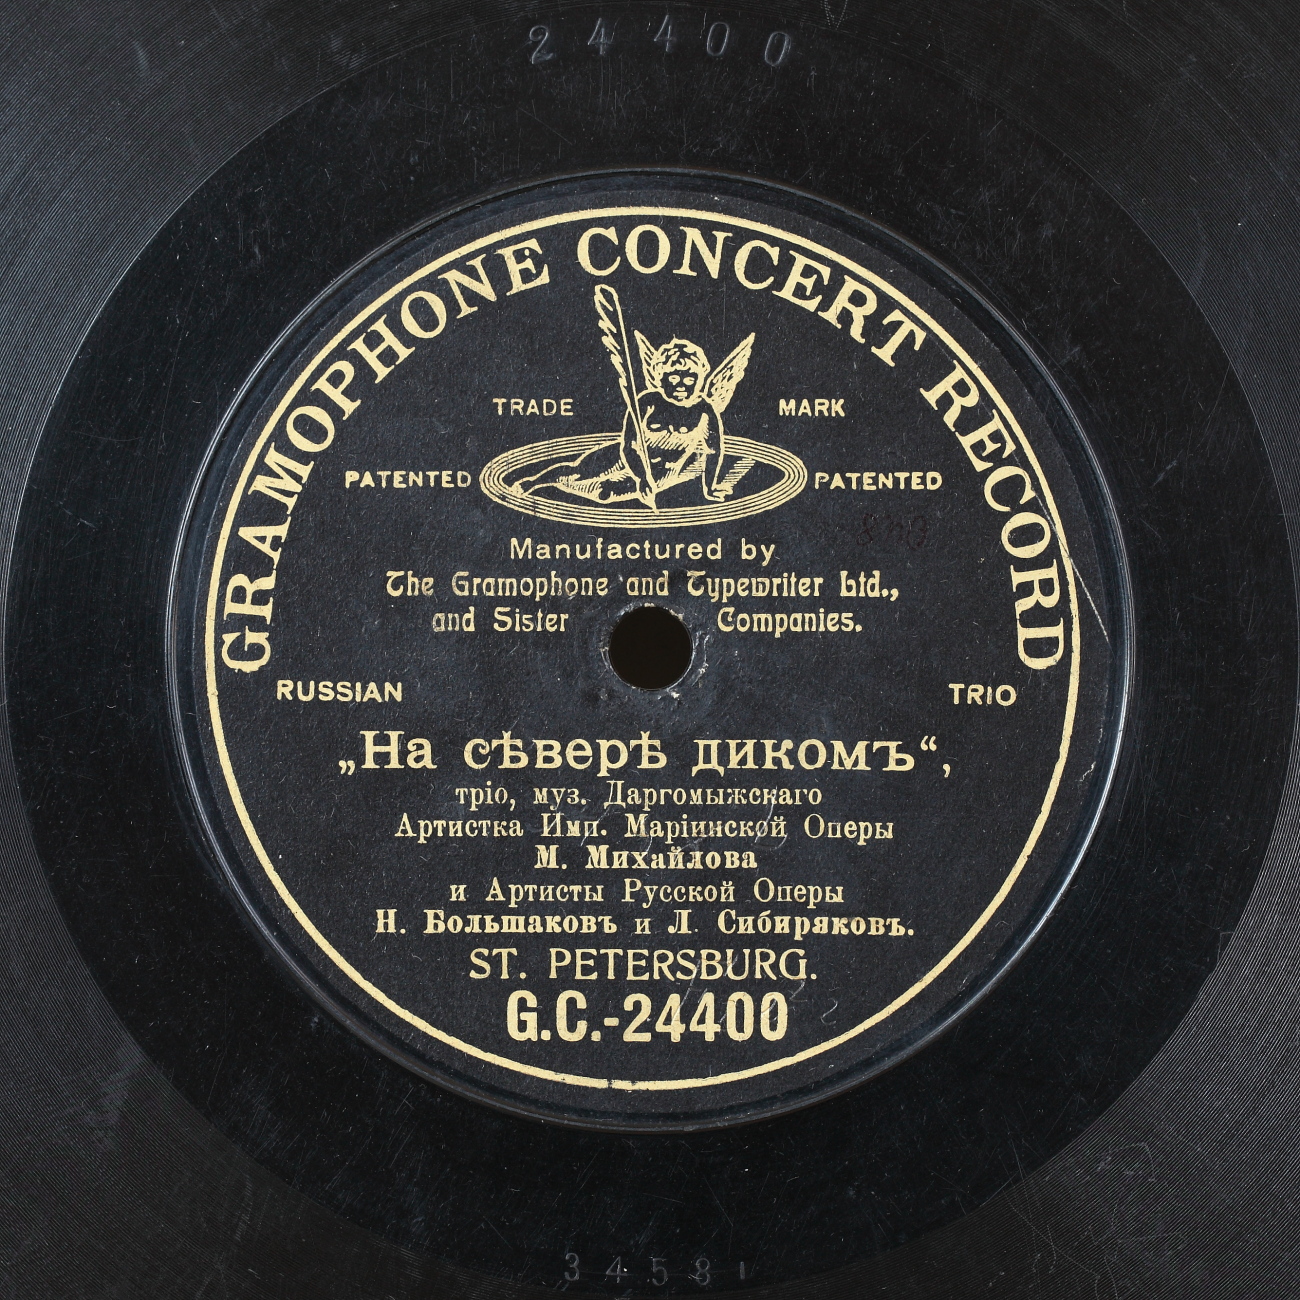 24400
GRAMOPHONE CONCERT RECORD
TRADE MARK
PATENTED PATENTED
Manufactured by
The Gramophone and Typewriter Ltd.,
and Sister Companies.
RUSSIAN TRIO
„На сѣверѣ дикомъ“,
тріо, муз. Даргомыжскаго
Артистка Имп. Маріинской Оперы
М. Михайлова
и Артисты Русской Оперы
Н. Большаковъ и Л. Сибиряковъ.
ST. PETERSBURG.
G.C.-24400
34581